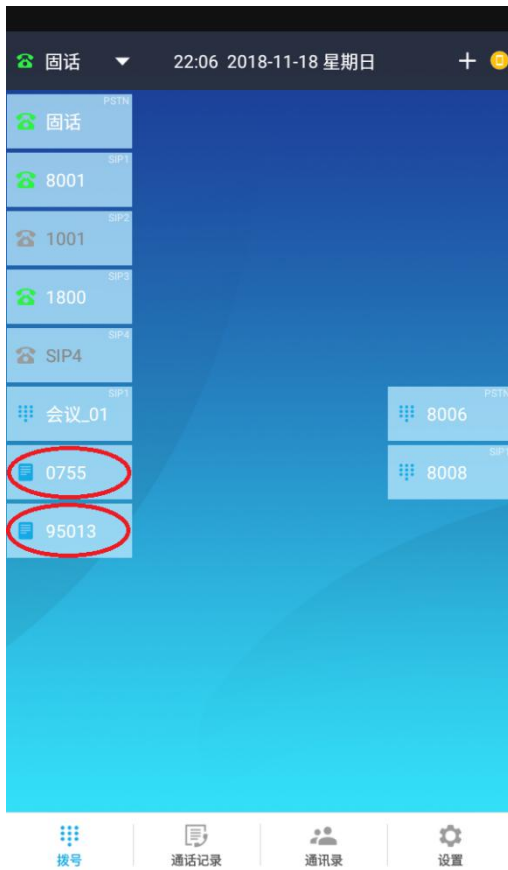 固话 22:06 2018-11-18 星期日
PSTN
固话
SIP1
8001
SIP2
1001
SIP3
1800
SIP4
SIP4
SIP1
会议_01
PSTN
8006
0755
SIP1
8008
95013
拨号 通话记录 通讯录 设置